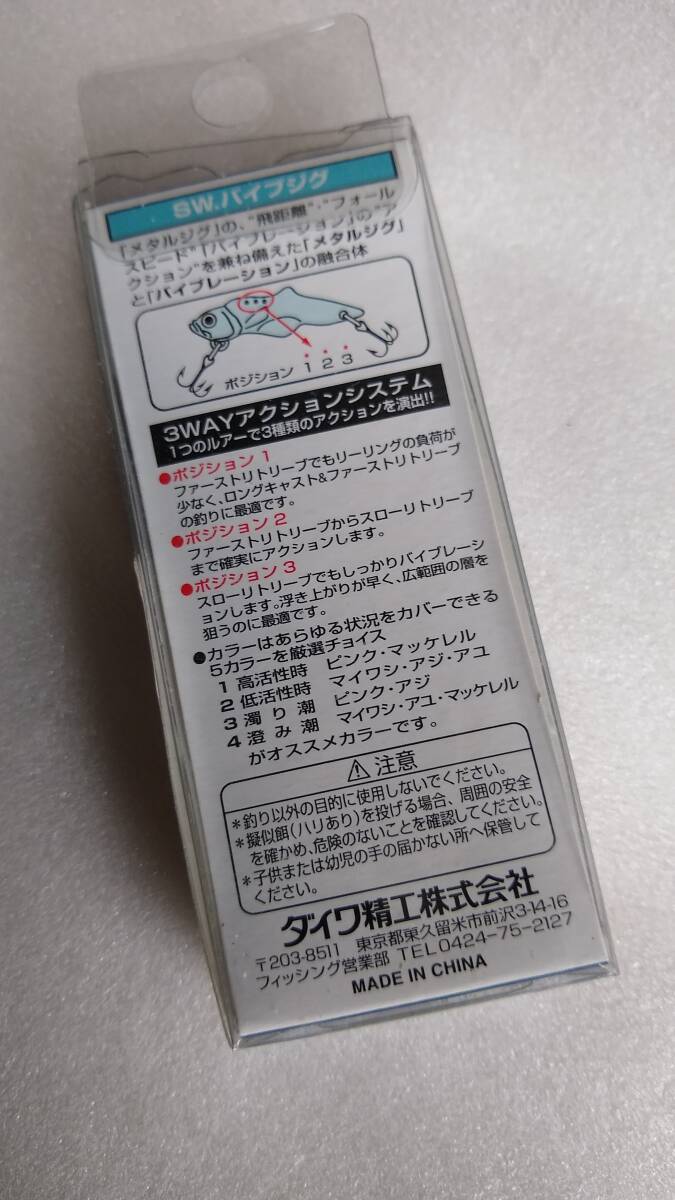 SW.バイブジグ
「メタルジグ」の、"飛距離"・"フォール
スピード"「バイブレーション」の"ア
クション"を兼ね備えた「メタルジグ」
と「バイブレーション」の融合体
ポジション 1 2 3
3WAYアクションシステム
1つのルアーで3種類のアクションを演出!!
●ポジション 1
ファーストリトリーブでもリーリングの負荷が
少なく、ロングキャスト&ファーストリトリーブ
の釣りに最適です。
●ポジション 2
ファーストリトリーブからスローリトリーブ
まで確実にアクションします。
●ポジション 3
スローリトリーブでもしっかりバイブレーシ
ョンします。浮き上がりが早く、広範囲の層を
狙うのに最適です。
●カラーはあらゆる状況をカバーできる
5カラーを厳選チョイス
1 高活性時 ピンク・マッケレル
2 低活性時 マイワシ・アジ・アユ
3 濁り潮 ピンク・アジ
4 澄み潮 マイワシ・アユ・マッケレル
がオススメカラーです。
⚠注意
*釣り以外の目的に使用しないでください。
*擬似餌(ハリあり)を投げる場合、周囲の安全
を確かめ、危険のないことを確認してください。
*子供または幼児の手の届かない所へ保管して
ください。
ダイワ精工株式会社
〒203-8511 東京都東久留米市前沢3-14-16
フィッシング営業部 TEL 0424-75-2127
MADE IN CHINA